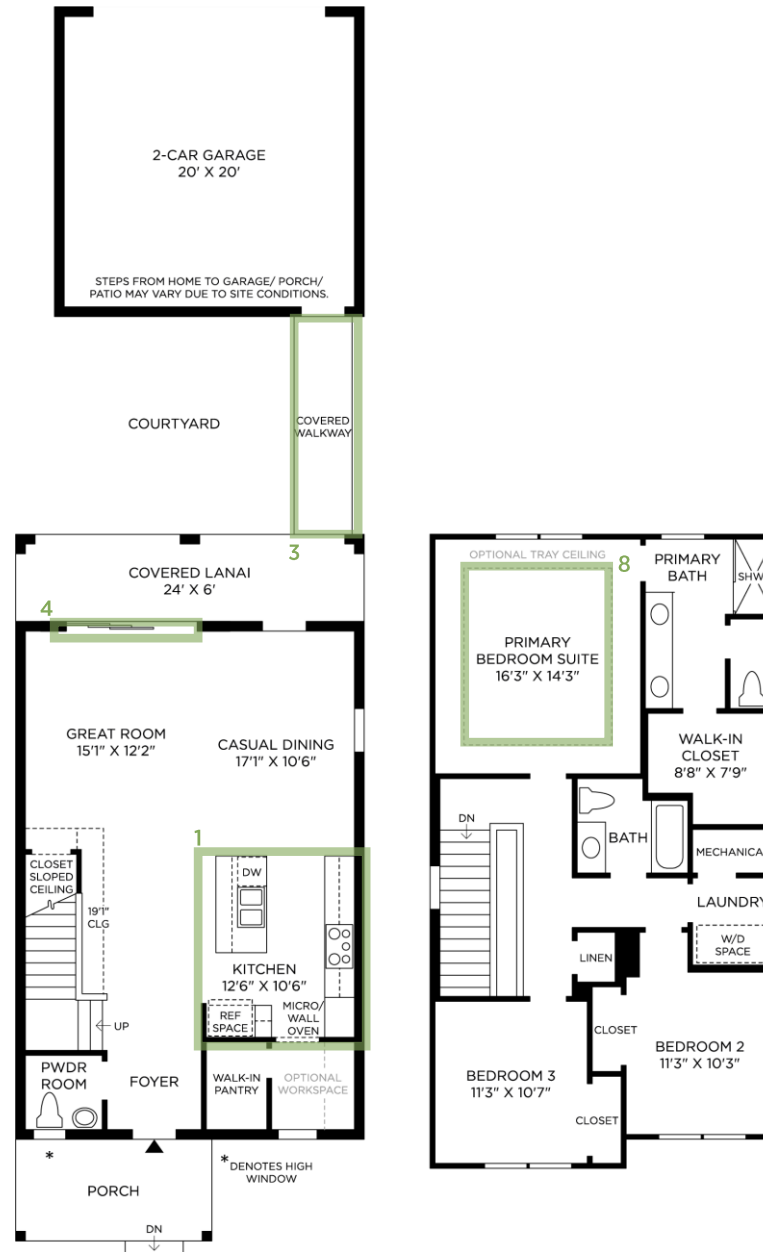 2-CAR GARAGE
20' X 20'
STEPS FROM HOME TO GARAGE/ PORCH/
PATIO MAY VARY DUE TO SITE CONDITIONS.
COURTYARD
COVERED
WALKWAY
3
COVERED LANAI
24' X 6'
4
GREAT ROOM
15'1" X 12'2"
CASUAL DINING
17'1" X 10'6"
1
CLOSET
SLOPED
CEILING
19'1"
CLG
DW
KITCHEN
12'6" X 10'6"
REF
SPACE
MICRO/
WALL
OVEN
UP
PWDR
ROOM
FOYER
WALK-IN
PANTRY
OPTIONAL
WORKSPACE
*
* DENOTES HIGH
WINDOW
PORCH
DN
OPTIONAL TRAY CEILING
8
PRIMARY
BEDROOM SUITE
16'3" X 14'3"
PRIMARY
BATH
SHW
WALK-IN
CLOSET
8'8" X 7'9"
DN
BATH
MECHANICA
LAUNDRY
W/D
SPACE
LINEN
CLOSET
BEDROOM 2
11'3" X 10'3"
BEDROOM 3
11'3" X 10'7"
CLOSET